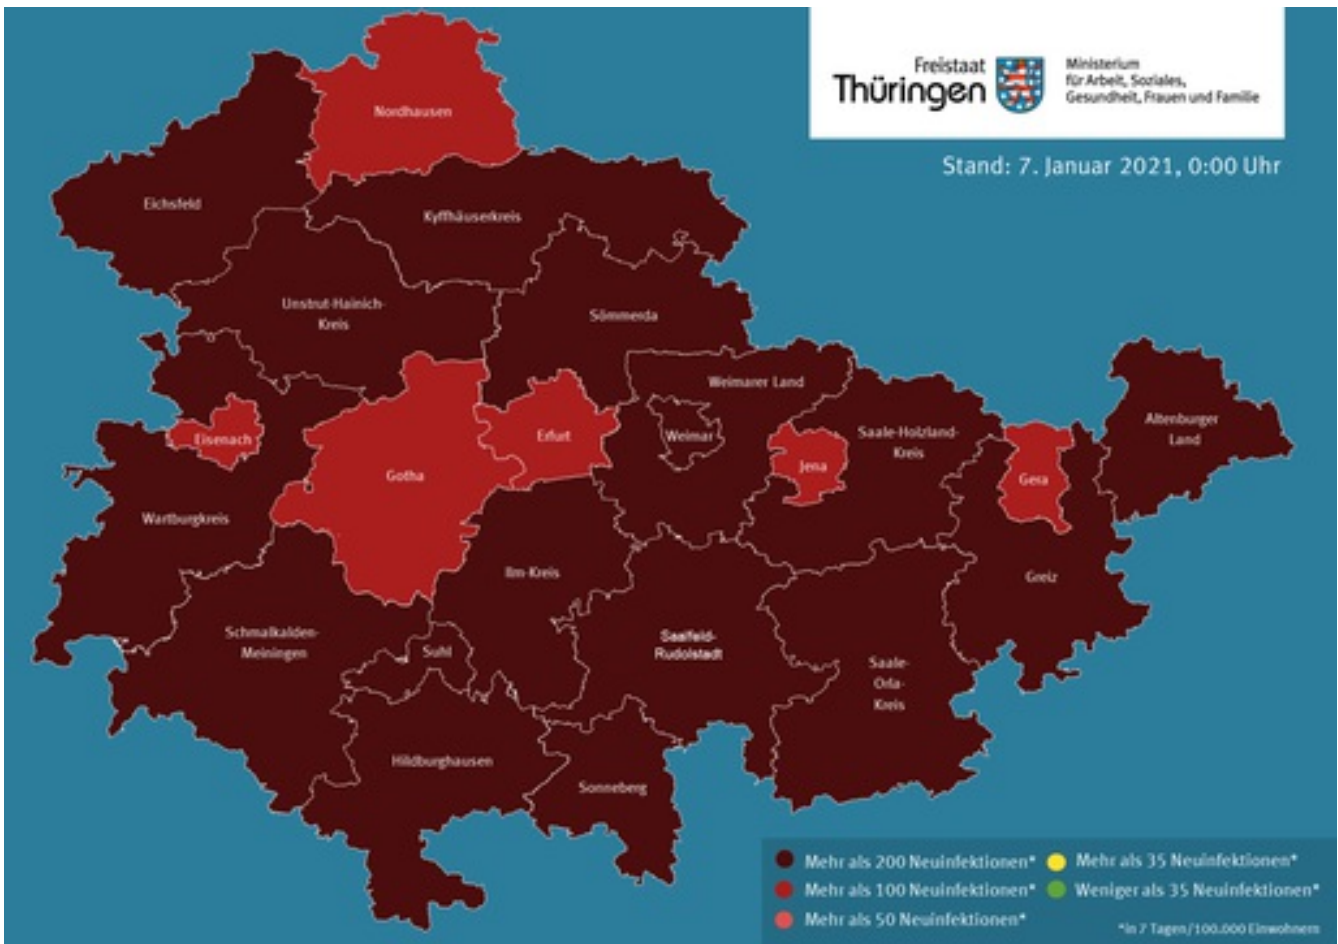 Freistaat
Thüringen
Ministerium
für Arbeit, Soziales,
Gesundheit, Frauen und Familie
Stand: 7. Januar 2021, 0:00 Uhr
Nordhausen
Eichsfeld
Kyffhäuserkreis
Unstrut-Hainich-
Kreis
Sömmerda
Weimarer Land
Altenburger
Land
Eisenach
Erfurt
Weimar
Saale-Holzland-
Kreis
Jena
Gotha
Gera
Wartburgkreis
Ilm-Kreis
Greiz
Schmalkalden-
Meiningen
Suhl
Saalfeld-
Rudolstadt
Saale-
Orla-
Kreis
Hildburghausen
Sonneberg
Mehr als 200 Neuinfektionen*
Mehr als 100 Neuinfektionen*
Mehr als 50 Neuinfektionen*
Mehr als 35 Neuinfektionen*
Weniger als 35 Neuinfektionen*
*in 7 Tagen/100.000 Einwohnern